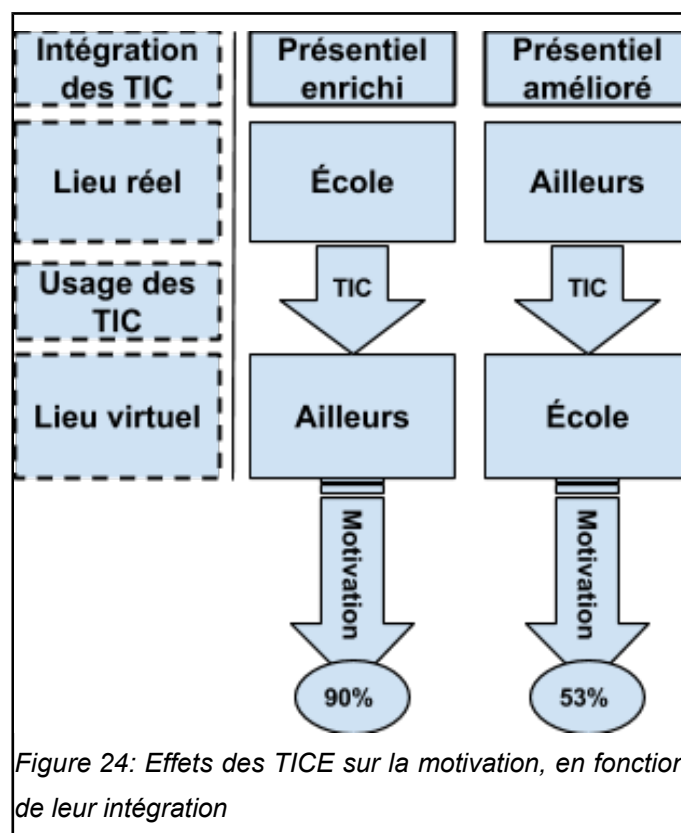 Intégration des TIC
Présentiel enrichi
Présentiel amélioré
Lieu réel
École
Ailleurs
Usage des TIC
TIC
TIC
Lieu virtuel
Ailleurs
École
Motivation
Motivation
90%
53%
Figure 24: Effets des TICE sur la motivation, en fonction
de leur intégration